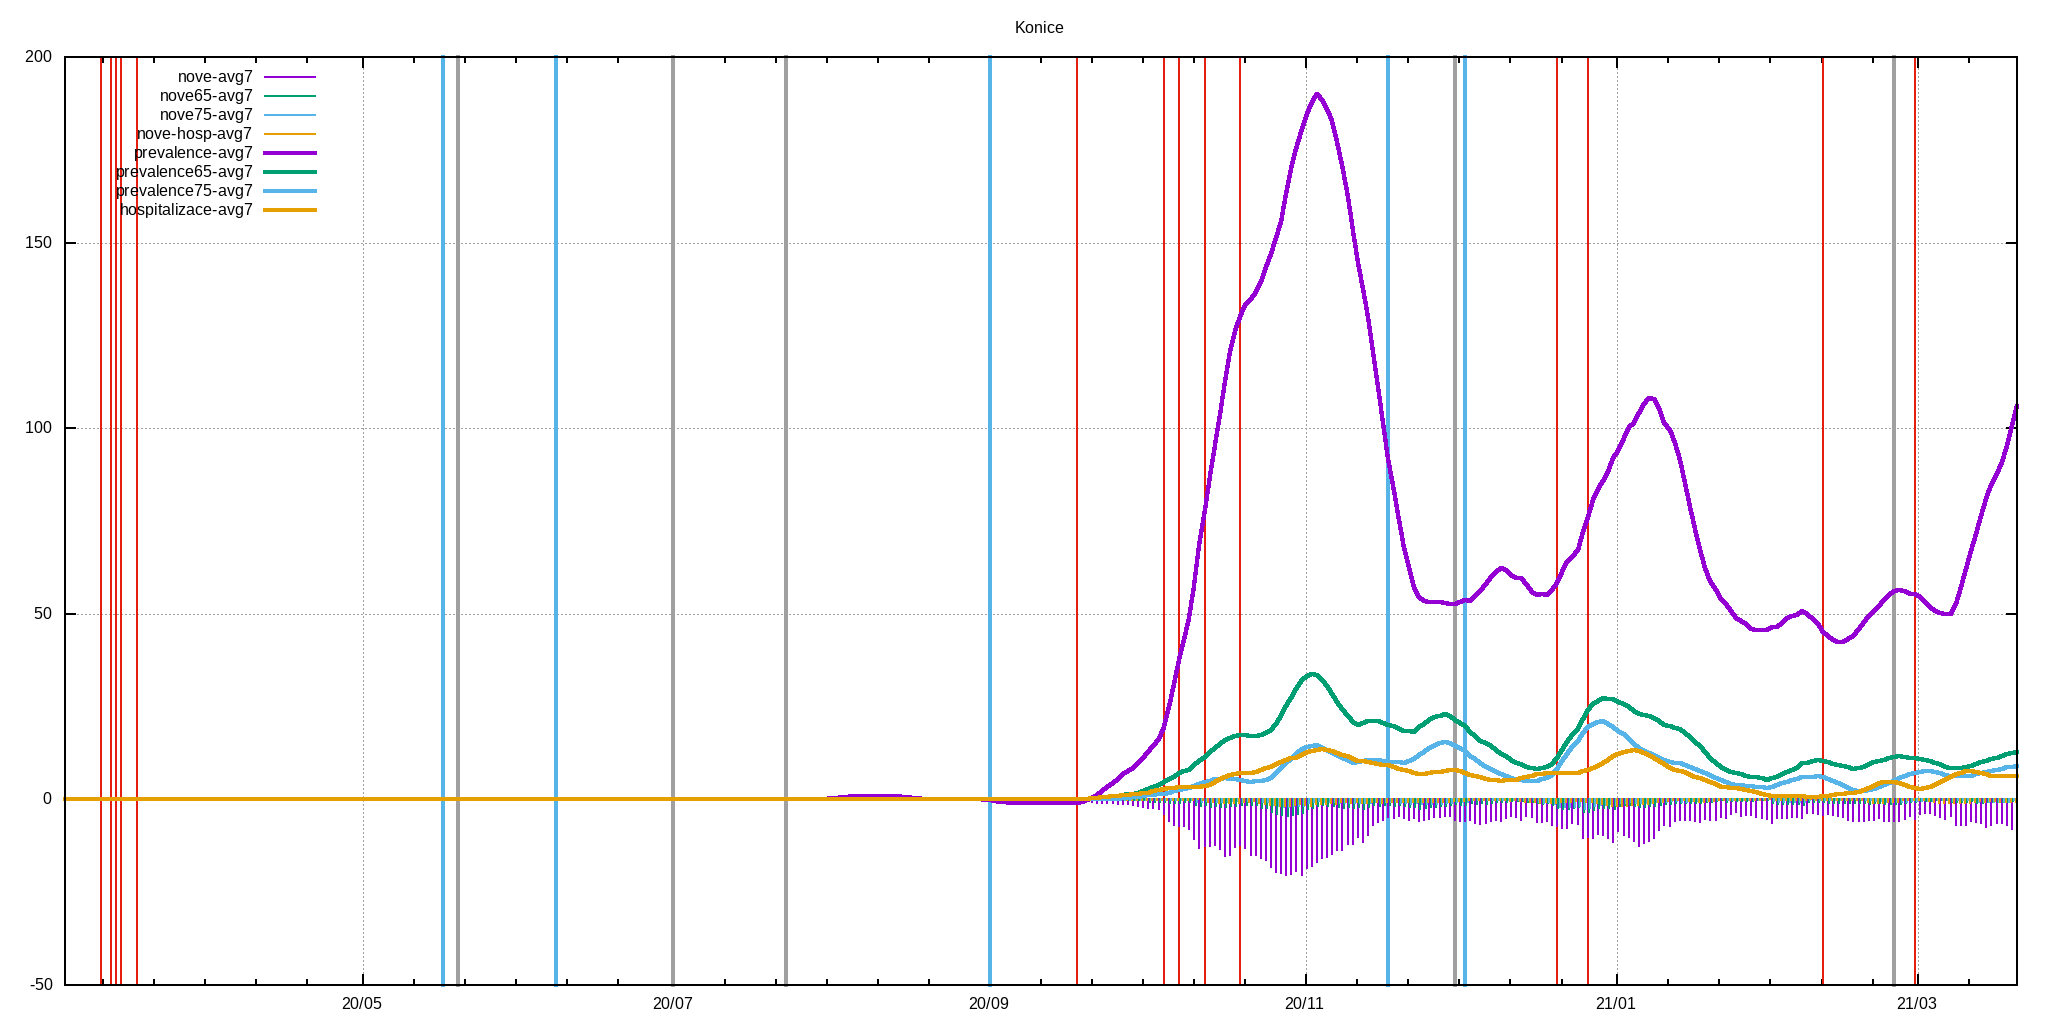 Konice
200
150
100
50
0
-50
nove-avg7
nove65-avg7
nove75-avg7
nove-hosp-avg7
prevalence-avg7
prevalence65-avg7
prevalence75-avg7
hospitalizace-avg7
20/05
20/07
20/09
20/11
21/01
21/03